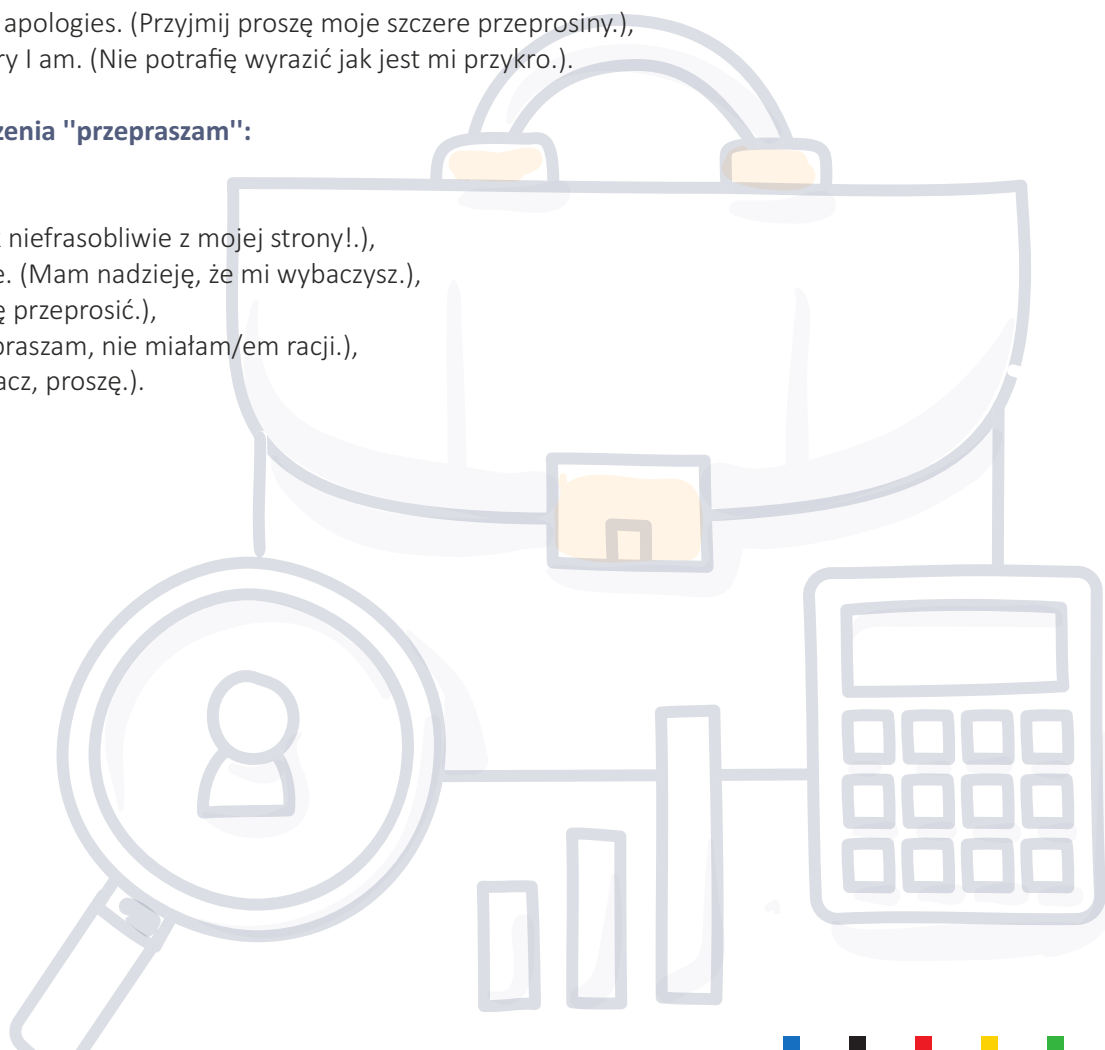 apologies. (Przyjmij proszę moje szczere przeprosiny.),
ry I am. (Nie potrafię wyrazić jak jest mi przykro.).
zenia "przepraszam":
niefrasobliwie z mojej strony!.),
e. (Mam nadzieję, że mi wybaczysz.),
ę przeprosić.),
praszam, nie miałam/em racji.),
acz, proszę.).